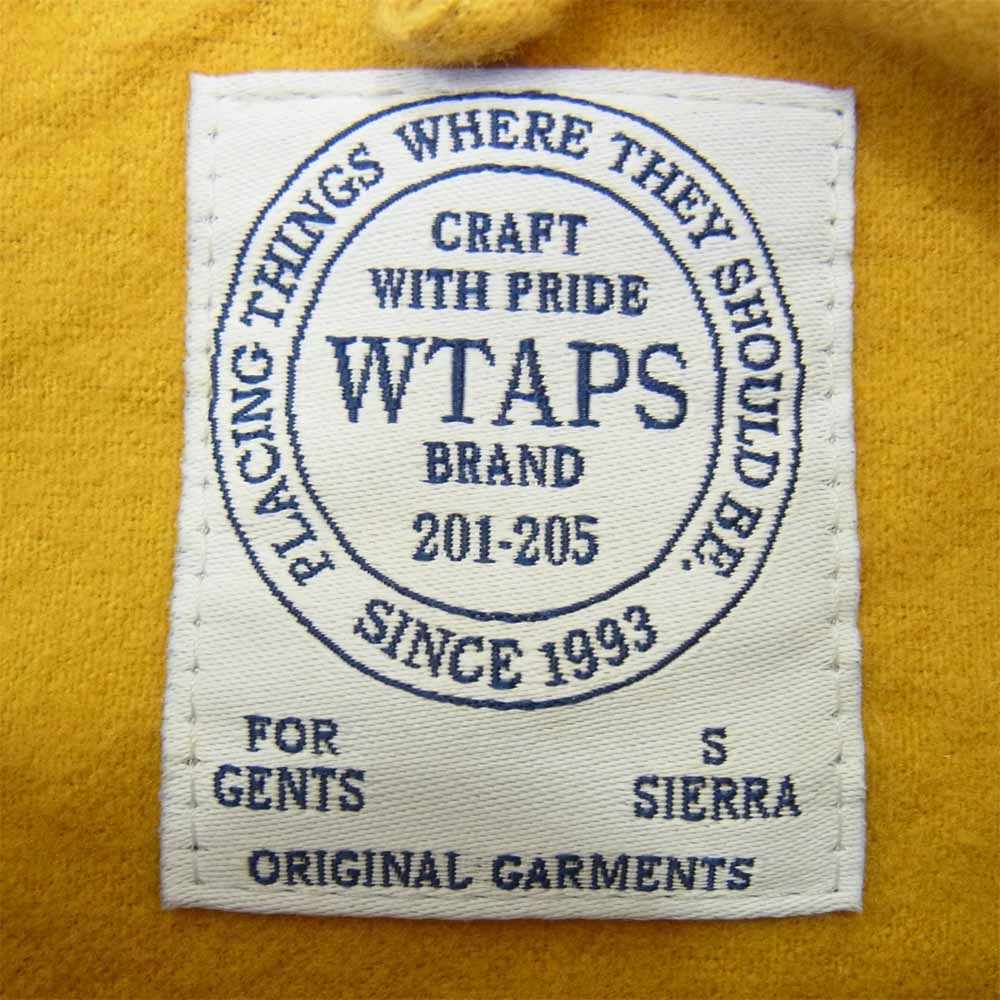 PLACING THINGS WHERE THEY SHOULD BE.
CRAFT
WITH PRIDE
WTAPS
BRAND
201-205
SINCE 1993
FOR
GENTS
S
SIERRA
ORIGINAL GARMENTS